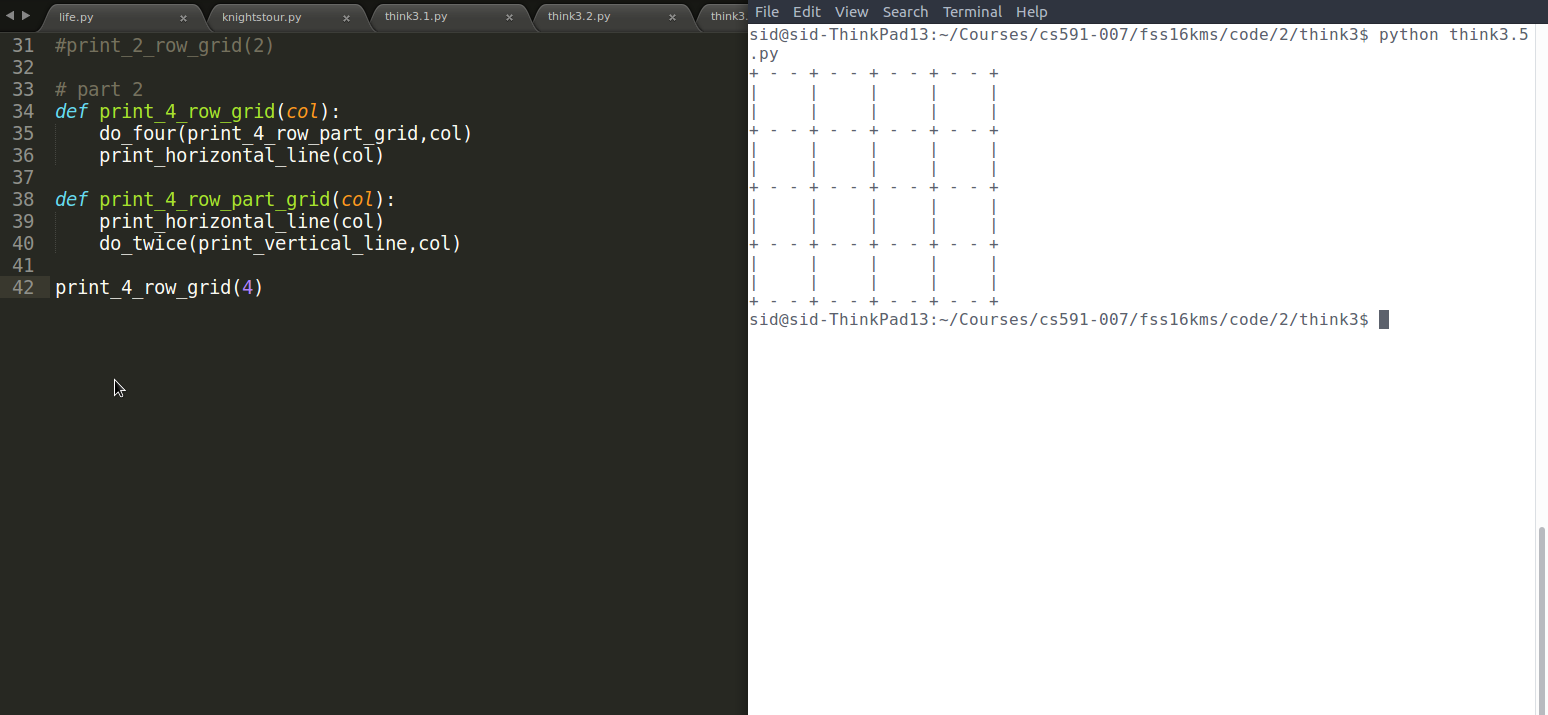 life.py × knightstour.py × think3.1.py × think3.2.py × think3.
31 #print_2_row_grid(2)
32
33 # part 2
34 def print_4_row_grid(col):
35     do_four(print_4_row_part_grid,col)
36     print_horizontal_line(col)
37
38 def print_4_row_part_grid(col):
39     print_horizontal_line(col)
40     do_twice(print_vertical_line,col)
41
42 print_4_row_grid(4)
File Edit View Search Terminal Help
sid@sid-ThinkPad13:~/Courses/cs591-007/fss16kms/code/2/think3$ python think3.5
.py
+ - - + - - + - - + - - +
|     |     |     |     |
|     |     |     |     |
+ - - + - - + - - + - - +
|     |     |     |     |
|     |     |     |     |
+ - - + - - + - - + - - +
|     |     |     |     |
|     |     |     |     |
+ - - + - - + - - + - - +
|     |     |     |     |
|     |     |     |     |
+ - - + - - + - - + - - +
sid@sid-ThinkPad13:~/Courses/cs591-007/fss16kms/code/2/think3$